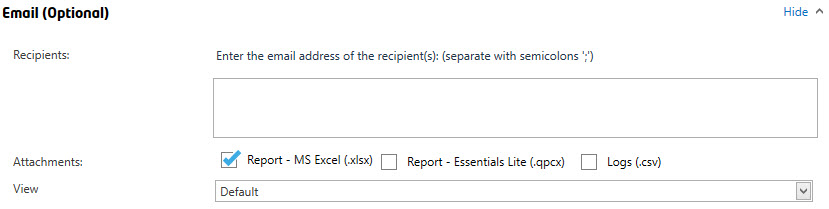 Email (Optional) Hide
Recipients: Enter the email address of the recipient(s): (separate with semicolons ';')
Attachments: Report - MS Excel (.xlsx) Report - Essentials Lite (.qpcx) Logs (.csv)
View Default